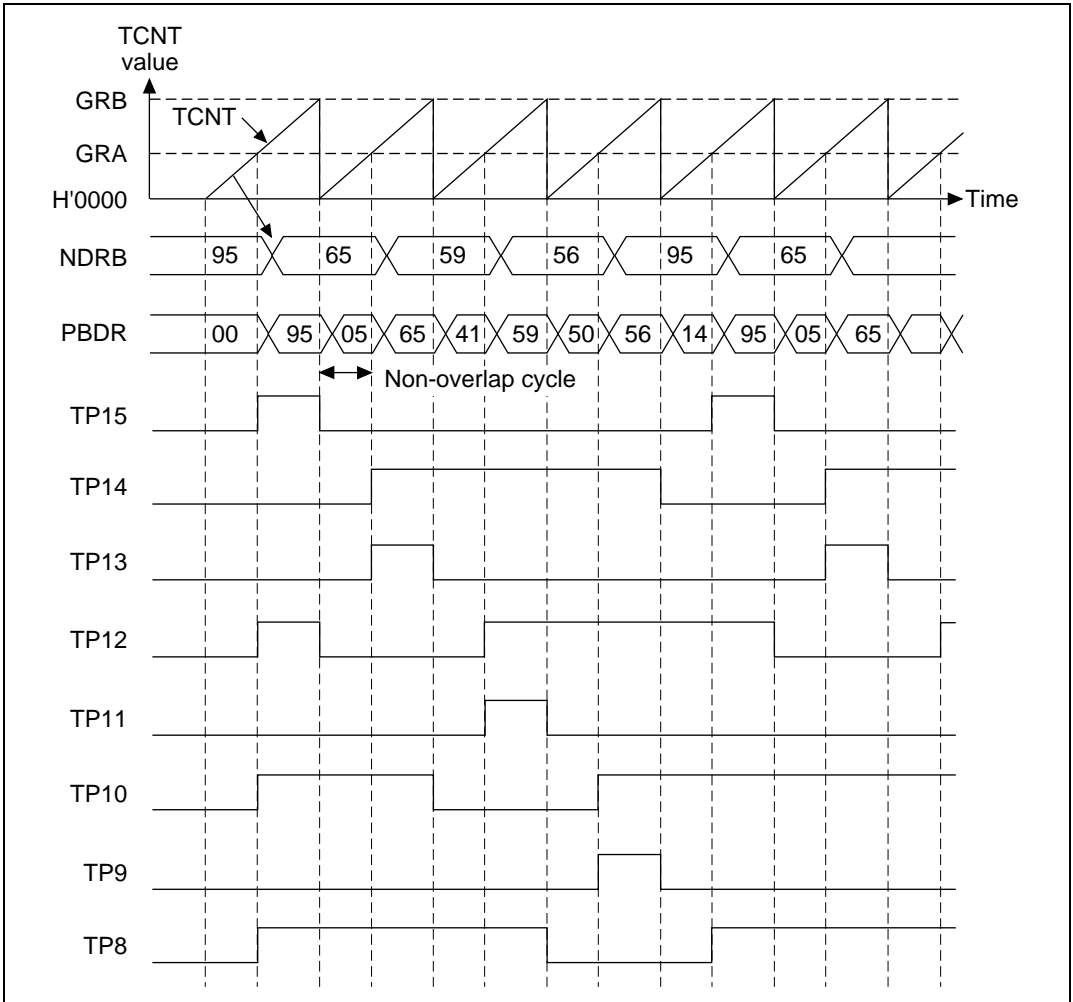 TCNT
value
GRB
TCNT
GRA
H'0000
Time
NDRB 95 65 59 56 95 65
PBDR 00 95 05 65 41 59 50 56 14 95 05 65
Non-overlap cycle
TP15
TP14
TP13
TP12
TP11
TP10
TP9
TP8